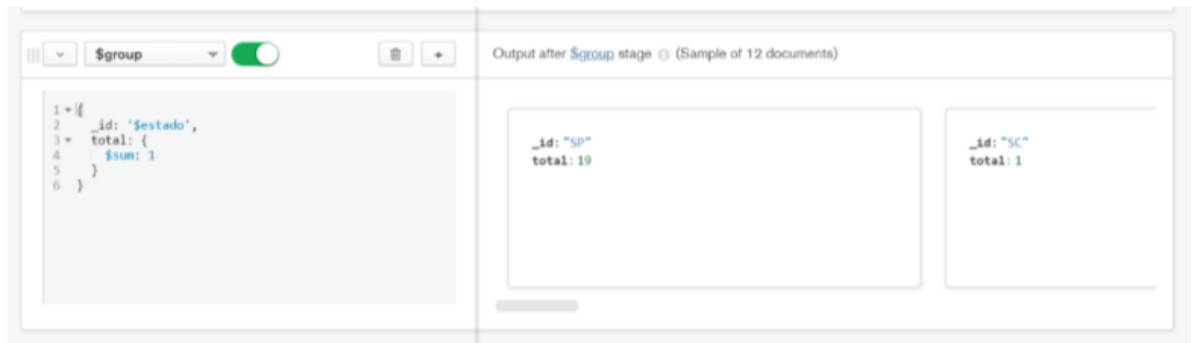 $group
Output after $group stage (Sample of 12 documents)
1 {
2 _id: '$estado',
3 total: {
4 $sum: 1
5 }
6 }
_id: "SP"
total: 19
_id: "SC"
total: 1